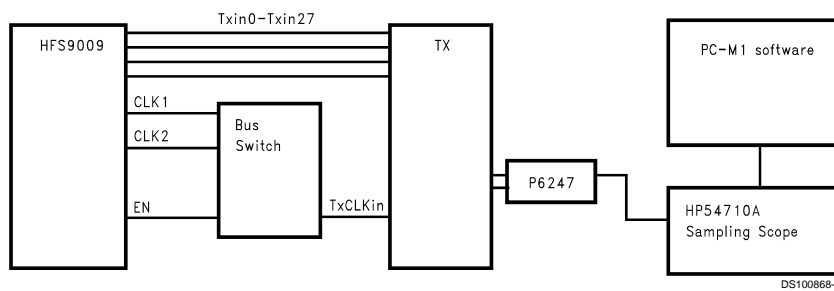 Txin0-Txin27
HFS9009
TX
PC-M1 software
CLK1
Bus
Switch
CLK2
P6247
EN
TxCLKin
HP54710A
Sampling Scope
DS100868-